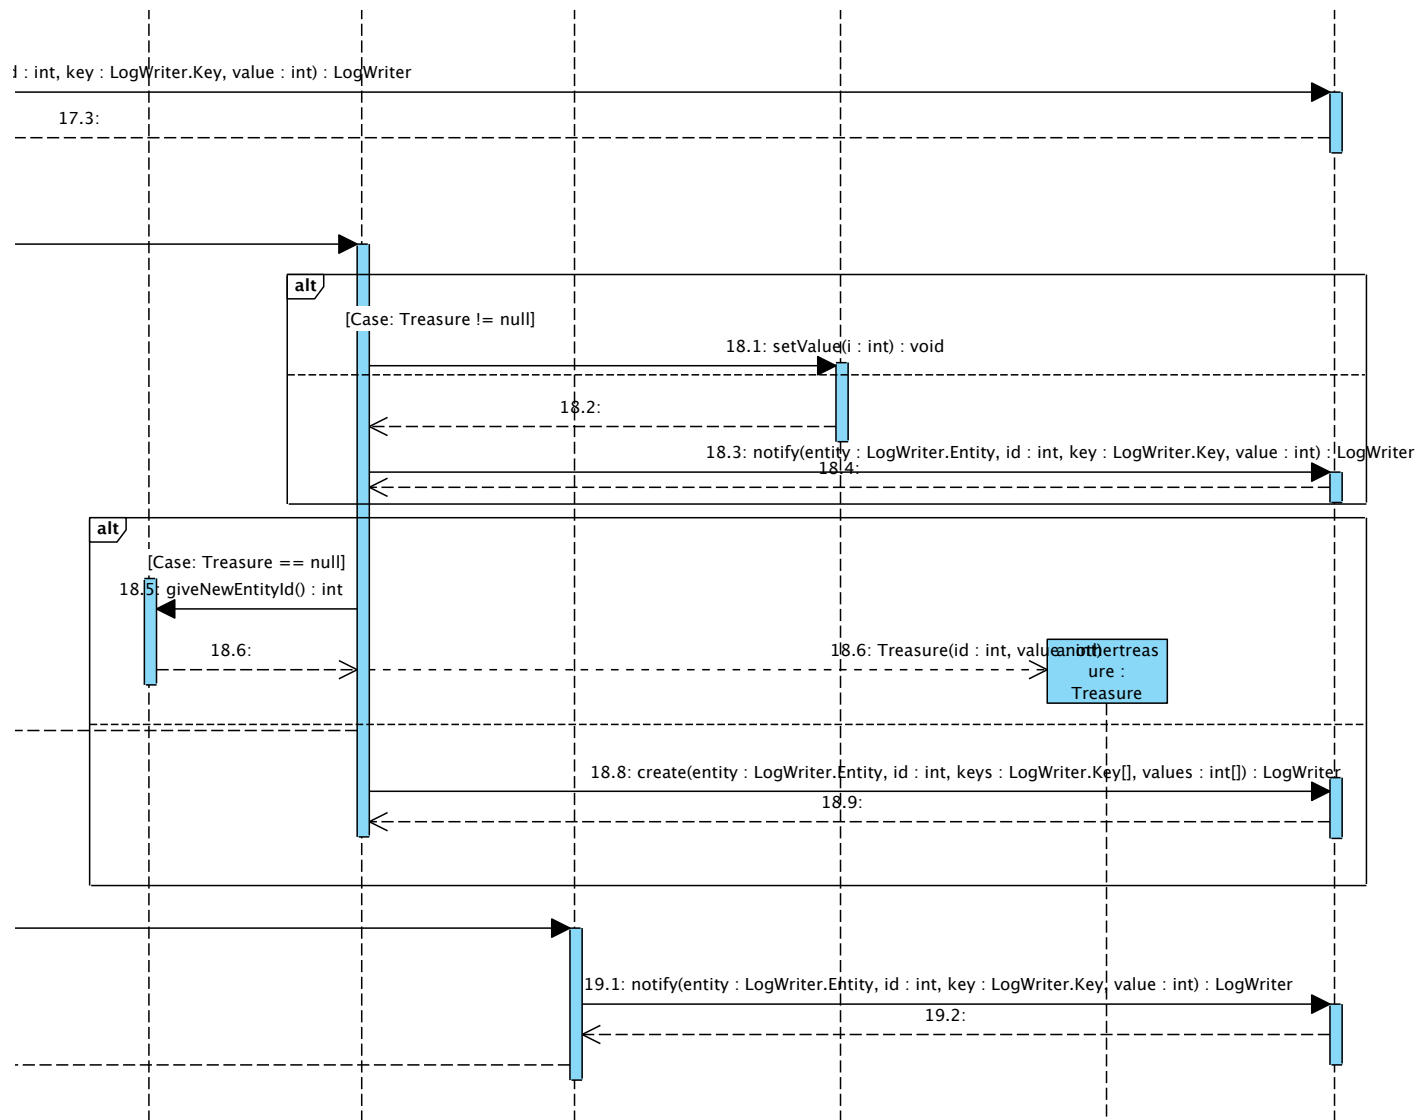 d : int, key : LogWriter.Key, value : int) : LogWriter
17.3:
alt
[Case: Treasure != null]
18.1: setValue(i : int) : void
18.2:
18.3: notify(entity : LogWriter.Entity, id : int, key : LogWriter.Key, value : int) : LogWriter
18.4:
alt
[Case: Treasure == null]
18.5: giveNewEntityId() : int
18.6:
18.6: Treasure(id : int, value : int)
anothertreas
ure :
Treasure
18.8: create(entity : LogWriter.Entity, id : int, keys : LogWriter.Key[], values : int[]) : LogWriter
18.9:
19.1: notify(entity : LogWriter.Entity, id : int, key : LogWriter.Key, value : int) : LogWriter
19.2: